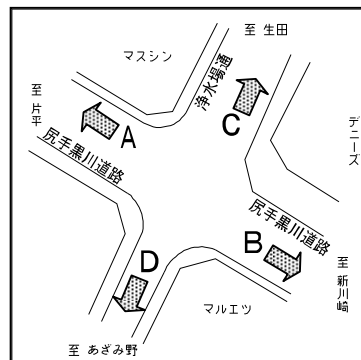 至 生田
マスシン
浄水場通
至 片平
A
C
デニーズ
尻手黒川道路
尻手黒川道路
B
D
至 新川崎
マルエツ
至 あざみ野